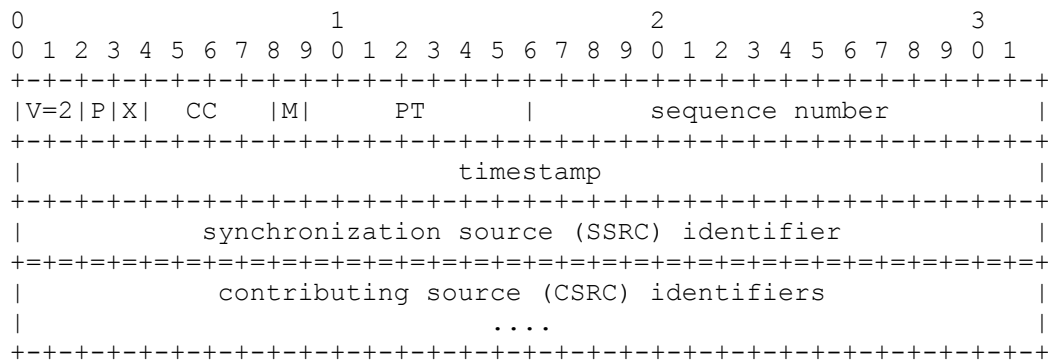 0                   1                   2                   3
0 1 2 3 4 5 6 7 8 9 0 1 2 3 4 5 6 7 8 9 0 1 2 3 4 5 6 7 8 9 0 1
+-+-+-+-+-+-+-+-+-+-+-+-+-+-+-+-+-+-+-+-+-+-+-+-+-+-+-+-+-+-+-+-+
|V=2|P|X|  CC   |M|     PT      |       sequence number         |
+-+-+-+-+-+-+-+-+-+-+-+-+-+-+-+-+-+-+-+-+-+-+-+-+-+-+-+-+-+-+-+-+
|                           timestamp                           |
+-+-+-+-+-+-+-+-+-+-+-+-+-+-+-+-+-+-+-+-+-+-+-+-+-+-+-+-+-+-+-+-+
|           synchronization source (SSRC) identifier            |
+=+=+=+=+=+=+=+=+=+=+=+=+=+=+=+=+=+=+=+=+=+=+=+=+=+=+=+=+=+=+=+=+
|            contributing source (CSRC) identifiers             |
|                             ....                              |
+-+-+-+-+-+-+-+-+-+-+-+-+-+-+-+-+-+-+-+-+-+-+-+-+-+-+-+-+-+-+-+-+